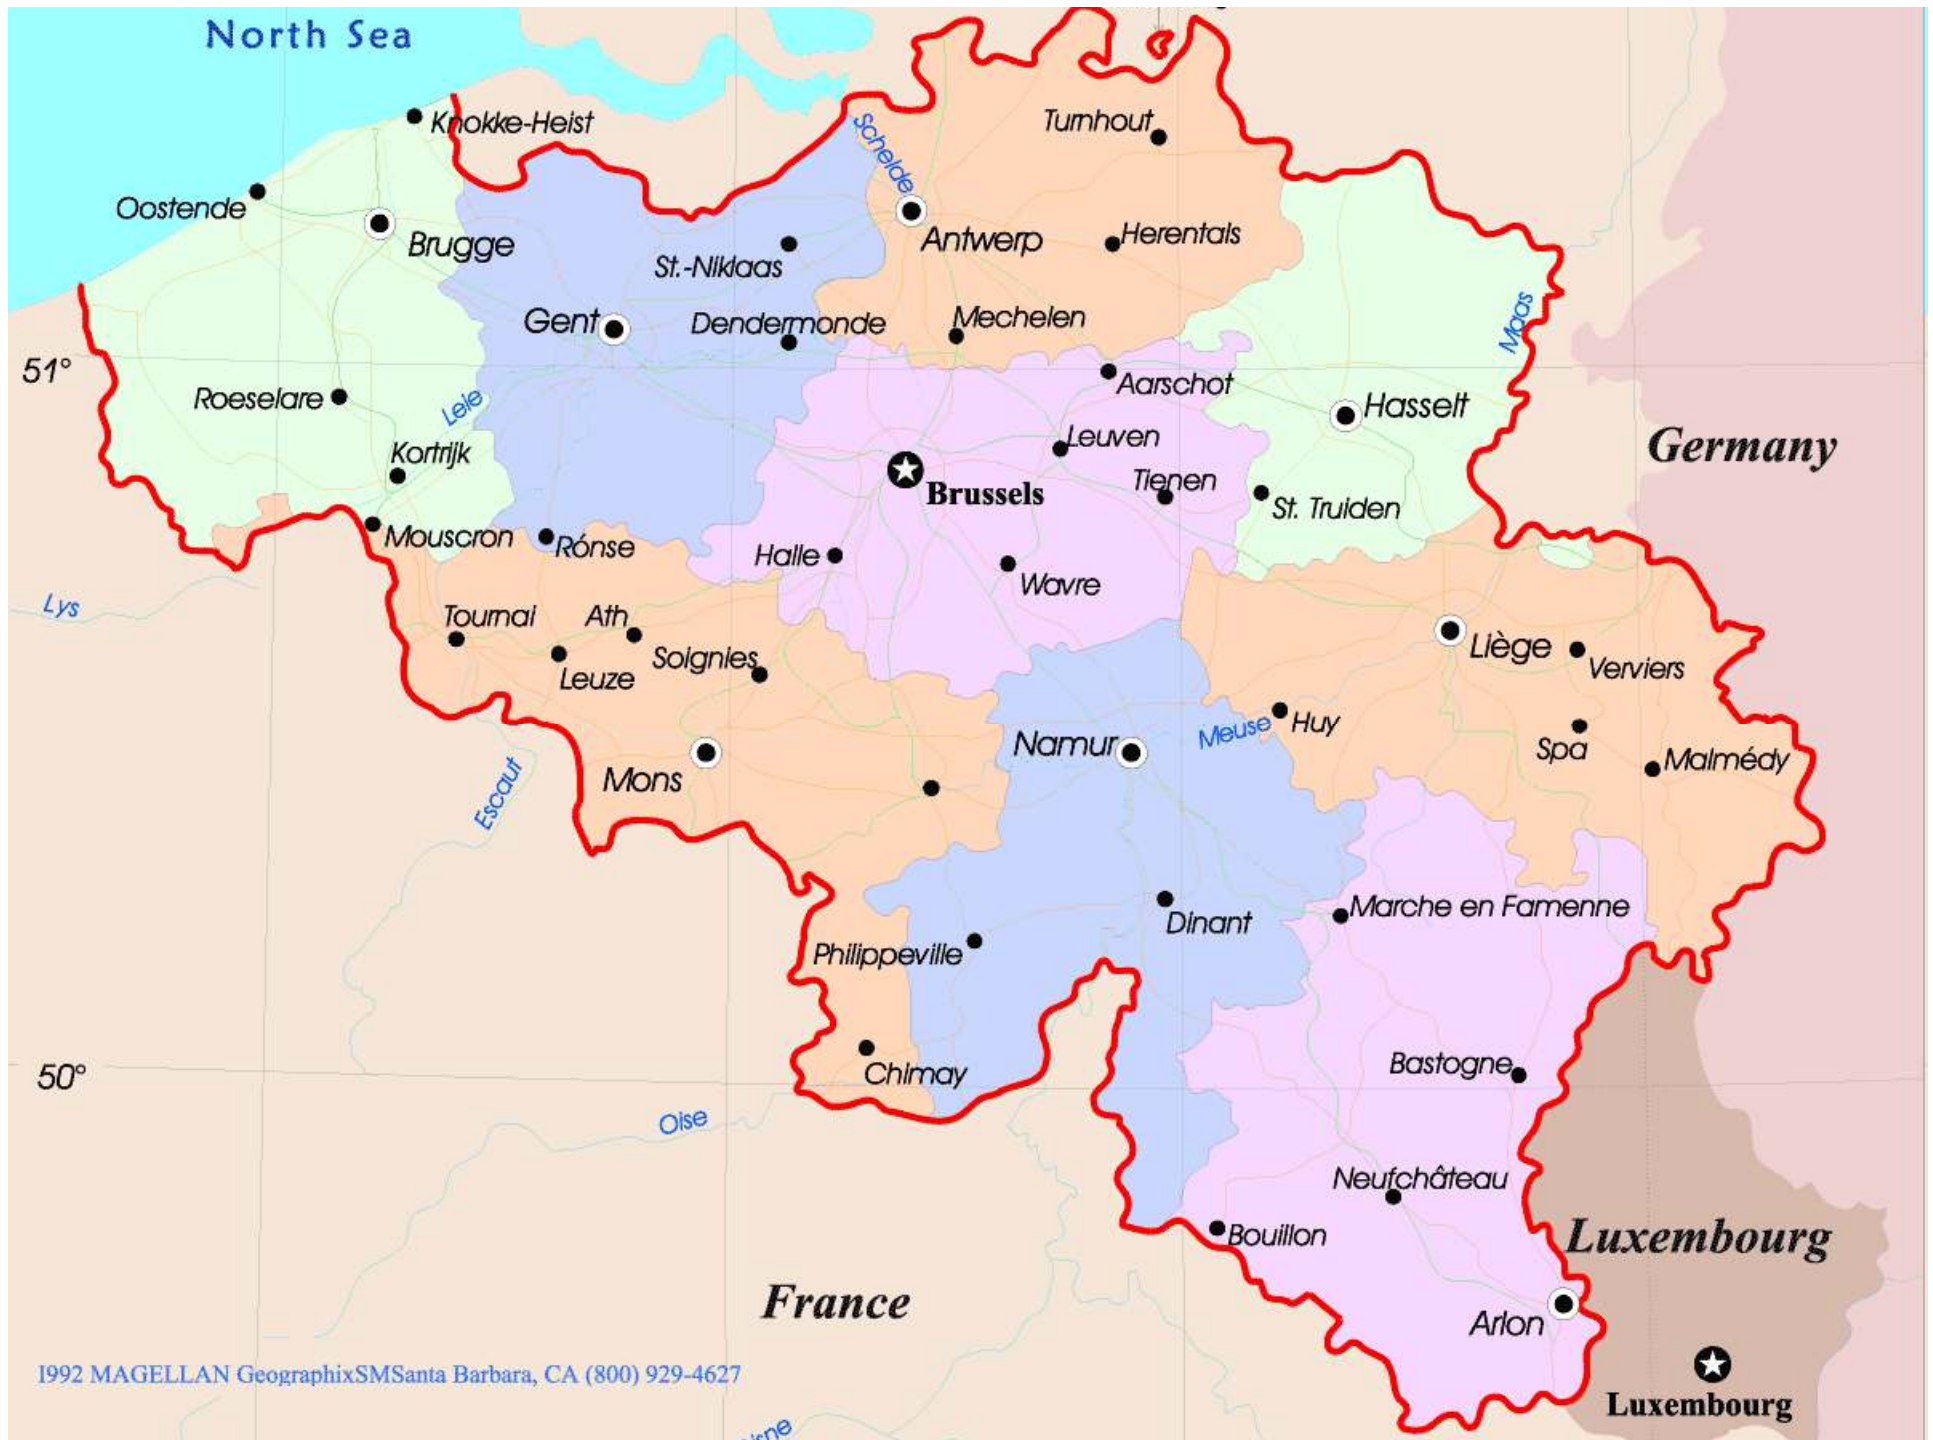 North Sea
Knokke-Heist
Turnhout
Schelde
Oostende
Brugge
Antwerp
Herentals
St.-Niklaas
Gent
Dendermonde
Mechelen
Maas
51°
Aarschot
Roeselare
Leie
Hasselt
Kortrijk
Leuven
Germany
Tienen
Brussels
St. Truiden
Mouscron
Rónse
Halle
Wavre
Lys
Tournai
Ath
Soignies
Leuze
Liège
Verviers
Meuse
Huy
Namur
Spa
Malmédy
Mons
Escaut
Marche en Famenne
Dinant
Philippeville
50°
Chimay
Bastogne
Oise
Neufchâteau
Bouillon
Luxembourg
France
Arlon
1992 MAGELLAN GeographixSMSanta Barbara, CA (800) 929-4627
Luxembourg